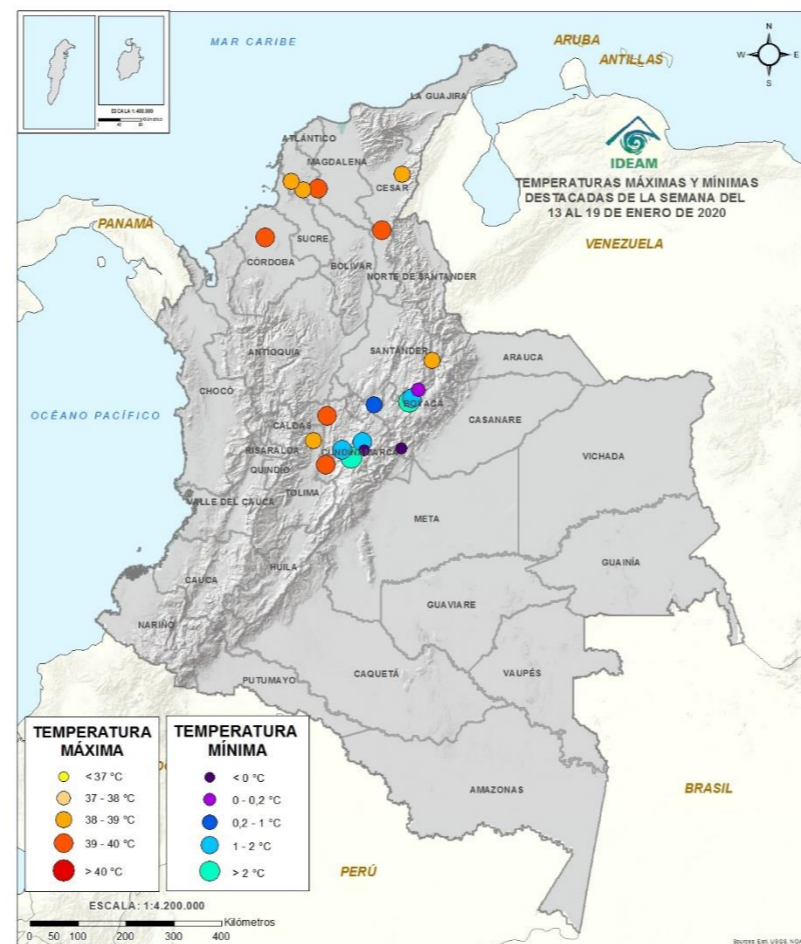 MAR CARIBE
ARUBA
ANTILLAS
N
W
E
S
ESCALA 1:400.000
LA GUAJIRA
ATLÁNTICO
MAGDALENA
CESAR
IDEAM
TEMPERATURAS MÁXIMAS Y MÍNIMAS
DESTACADAS DE LA SEMANA DEL
13 AL 19 DE ENERO DE 2020
PANAMÁ
VENEZUELA
SUCRE
CÓRDOBA
BOLÍVAR
NORTE DE SANTANDER
ANTIOQUIA
SANTANDER
ARAUCA
CHOCÓ
OCÉANO PACÍFICO
BOYACÁ
CASANARE
CALDAS
RISARALDA
CUNDINAMARCA
VICHADA
QUINDÍO
TOLIMA
VALLE DEL CAUCA
META
GUAINÍA
HUILA
CAUCA
GUAVIARE
NARIÑO
CAQUETÁ
VAUPÉS
PUTUMAYO
AMAZONAS
BRASIL
PERÚ
TEMPERATURA
MÁXIMA
< 37 °C
37 - 38 °C
38 - 39 °C
39 - 40 °C
> 40 °C
TEMPERATURA
MÍNIMA
< 0 °C
0 - 0,2 °C
0,2 - 1 °C
1 - 2 °C
> 2 °C
ESCALA: 1:4.200.000
Kilómetros
0 50 100 200 300 400